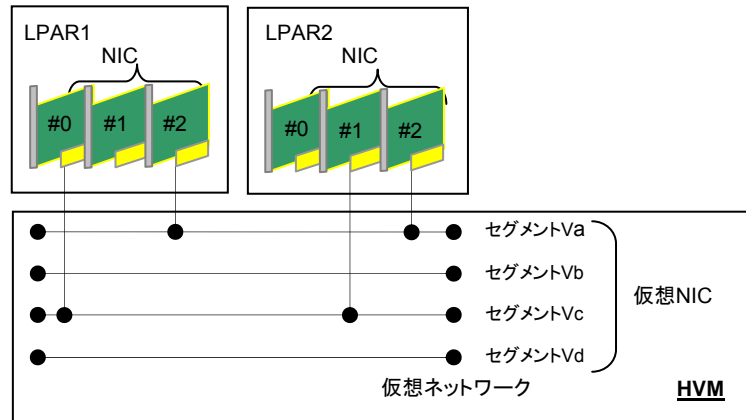 LPAR1
NIC
#0
#1
#2
LPAR2
NIC
#0
#1
#2
セグメントVa
セグメントVb
セグメントVc
セグメントVd
仮想NIC
仮想ネットワーク
HVM